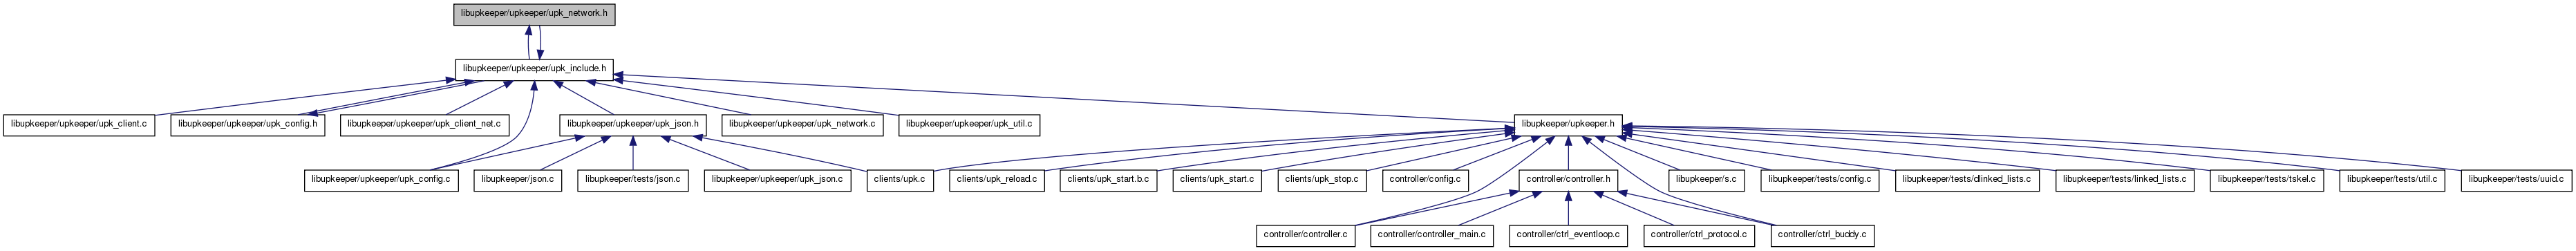 libupkeeper/upkeeper/upk_network.h
libupkeeper/upkeeper/upk_include.h
libupkeeper/upkeeper/upk_client.c
libupkeeper/upkeeper/upk_config.h
libupkeeper/upkeeper/upk_client_net.c
libupkeeper/upkeeper/upk_json.h
libupkeeper/upkeeper/upk_network.c
libupkeeper/upkeeper/upk_util.c
libupkeeper/upkeeper.h
libupkeeper/upkeeper/upk_config.c
libupkeeper/json.c
libupkeeper/tests/json.c
libupkeeper/upkeeper/upk_json.c
clients/upk.c
clients/upk_reload.c
clients/upk_start.b.c
clients/upk_start.c
clients/upk_stop.c
controller/config.c
controller/controller.h
libupkeeper/s.c
libupkeeper/tests/config.c
libupkeeper/tests/dlinked_lists.c
libupkeeper/tests/linked_lists.c
libupkeeper/tests/tskel.c
libupkeeper/tests/util.c
libupkeeper/tests/uuid.c
controller/controller.c
controller/controller_main.c
controller/ctrl_eventloop.c
controller/ctrl_protocol.c
controller/ctrl_buddy.c